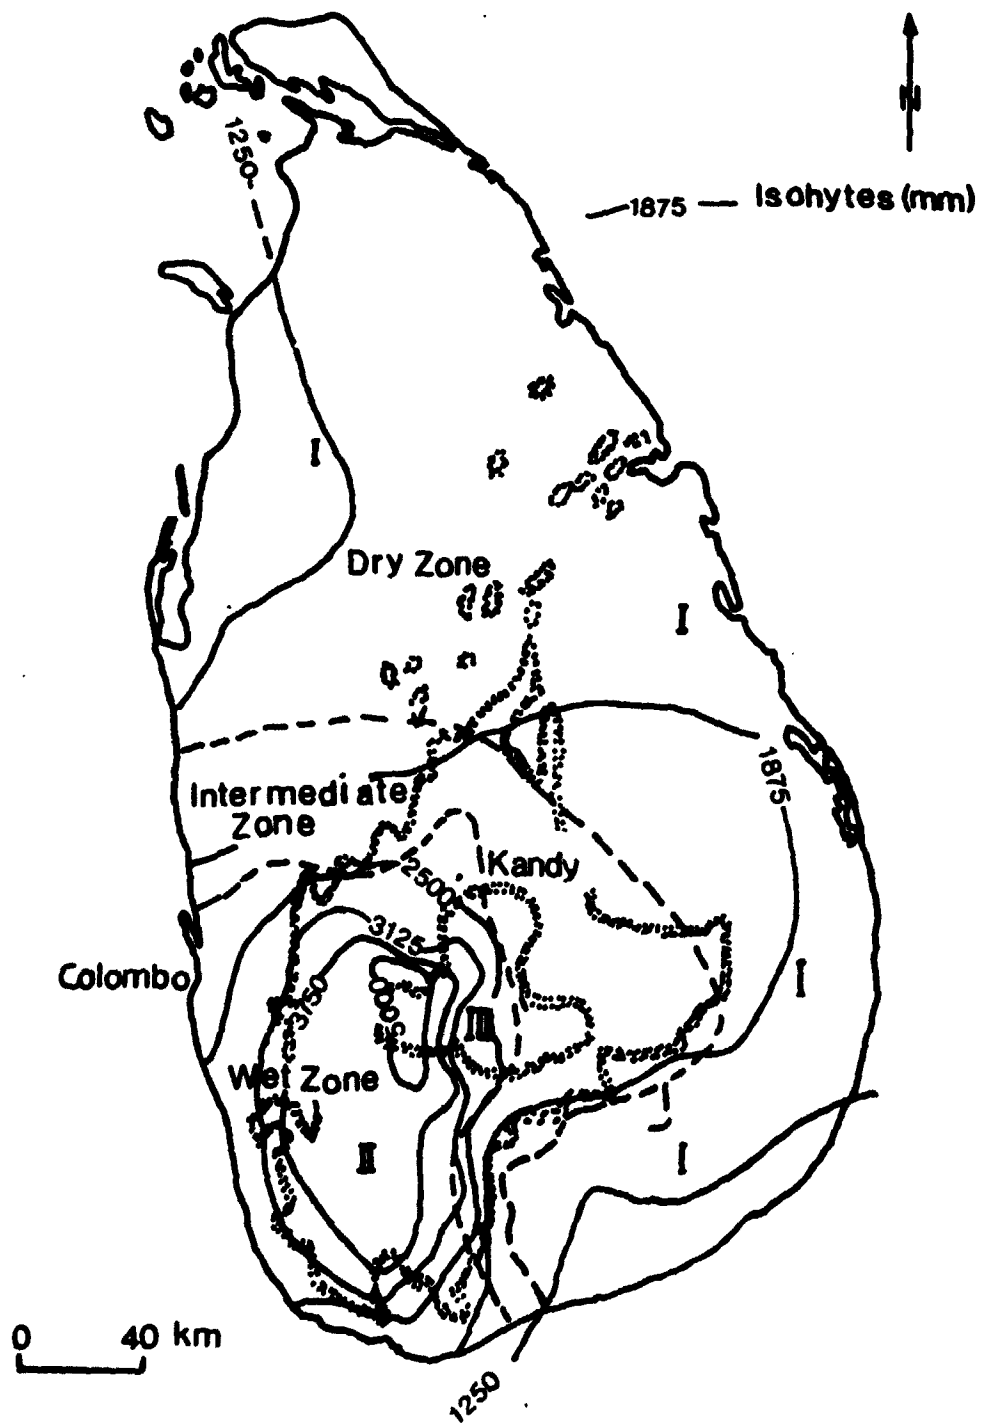 N
1250
1875 Isohytes (mm)
I
Dry Zone
I
1875
Intermediate
Zone
Kandy
2500
3125
Colombo
5000
3750
I
III
Wet Zone
II
I
0 40 km
1250